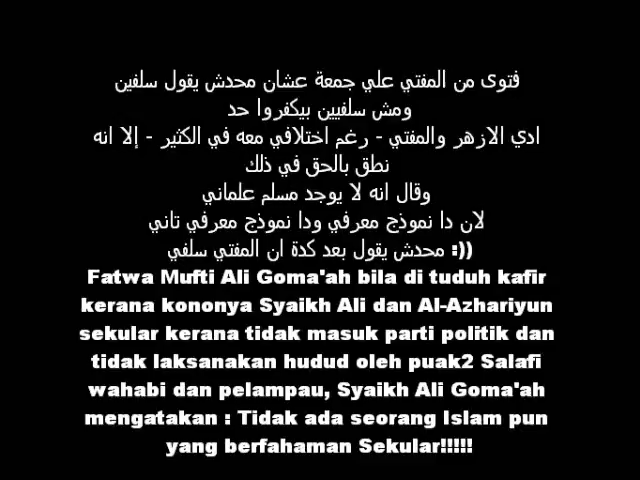 فتوى من المفتي علي جمعة عشان محدش يقول سلفين
ومش سلفيين بيكفروا حد
ادي الازهر والمفتي - رغم اختلافي معه في الكثير - إلا انه
نطق بالحق في ذلك
وقال انه لا يوجد مسلم علماني
لان دا نموذج معرفي ودا نموذج معرفي تاني
محدش يقول بعد كدة ان المفتي سلفي :))
Fatwa Mufti Ali Goma'ah bila di tuduh kafir
kerana kononya Syaikh Ali dan Al-Azhariyun
sekular kerana tidak masuk parti politik dan
tidak laksanakan hudud oleh puak2 Salafi
wahabi dan pelampau, Syaikh Ali Goma'ah
mengatakan : Tidak ada seorang Islam pun
yang berfahaman Sekular!!!!!